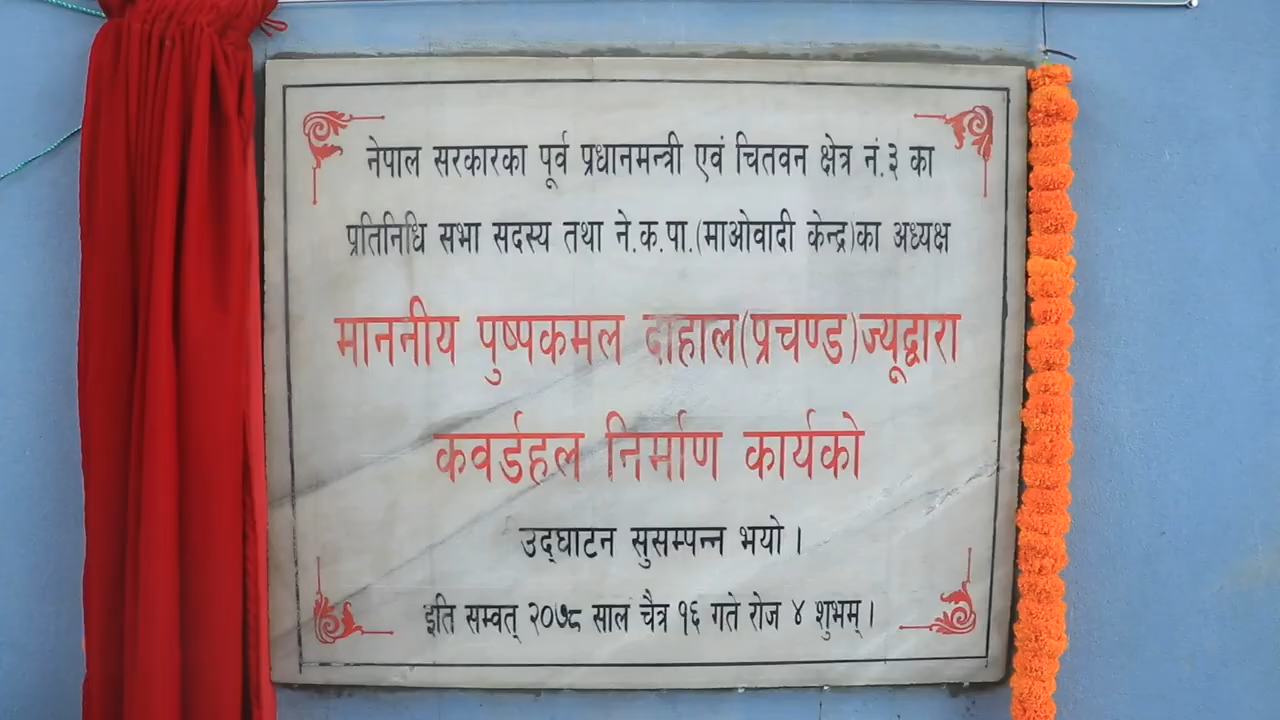 नेपाल सरकारका पूर्व प्रधानमन्त्री एवं चितवन क्षेत्र नं.३ का
प्रतिनिधि सभा सदस्य तथा ने.क.पा.(माओवादी केन्द्र)का अध्यक्ष
माननीय पुष्पकमल दाहाल(प्रचण्ड)ज्यूद्वारा
कवर्डहल निर्माण कार्यको
उद्घाटन सुसम्पन्न भयो ।
इति सम्वत् २०७८ साल चैत्र १६ गते रोज ४ शुभम् ।